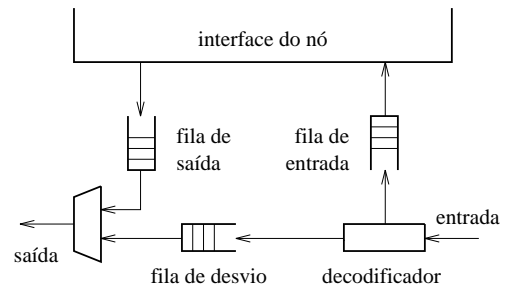 interface do nó
fila de
saída
fila de
entrada
entrada
saída
fila de desvio
decodificador